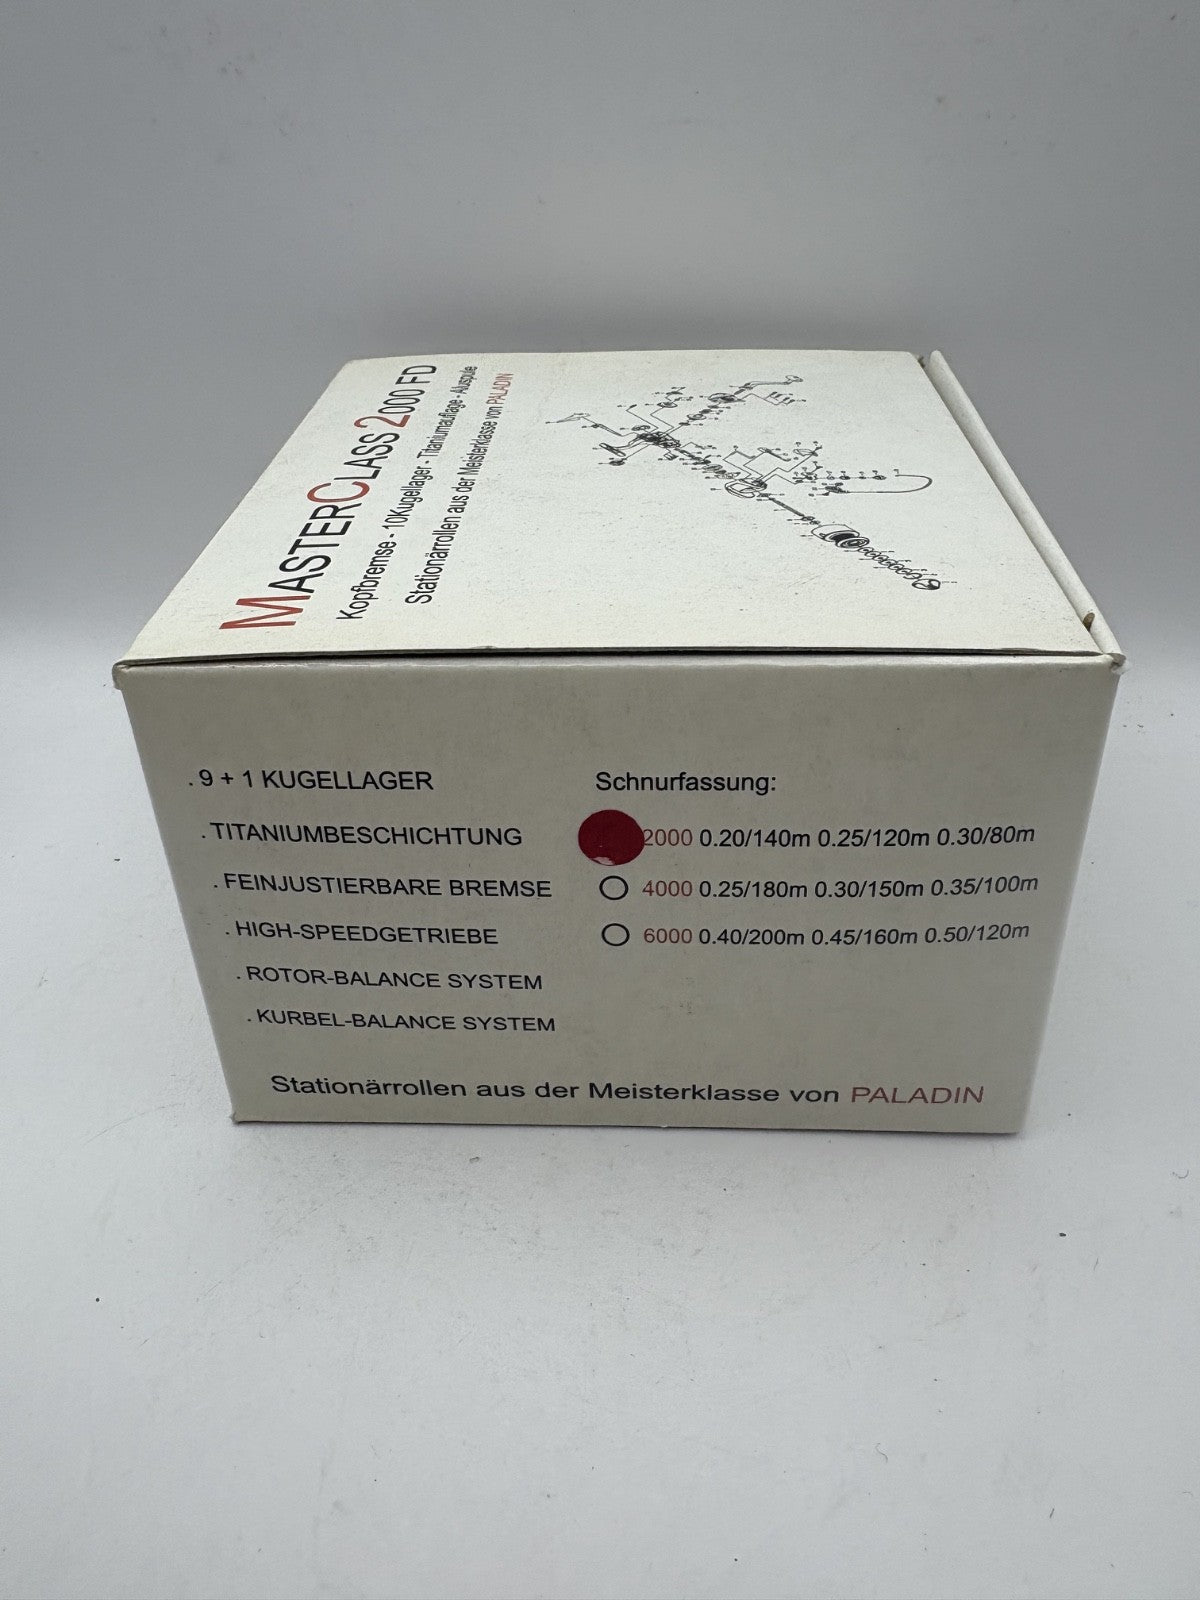 MASTERCLASS 2000 FD
Kopfbremse - 10Kugellager - Titaniumauflage - Aluspule
Stationärrollen aus der Meisterklasse von PALADIN
. 9 + 1 KUGELLAGER
. TITANIUMBESCHICHTUNG
. FEINJUSTIERBARE BREMSE
. HIGH-SPEEDGETRIEBE
. ROTOR-BALANCE SYSTEM
. KURBEL-BALANCE SYSTEM
Schnurfassung:
2000 0.20/140m 0.25/120m 0.30/80m
4000 0.25/180m 0.30/150m 0.35/100m
6000 0.40/200m 0.45/160m 0.50/120m
Stationärrollen aus der Meisterklasse von PALADIN